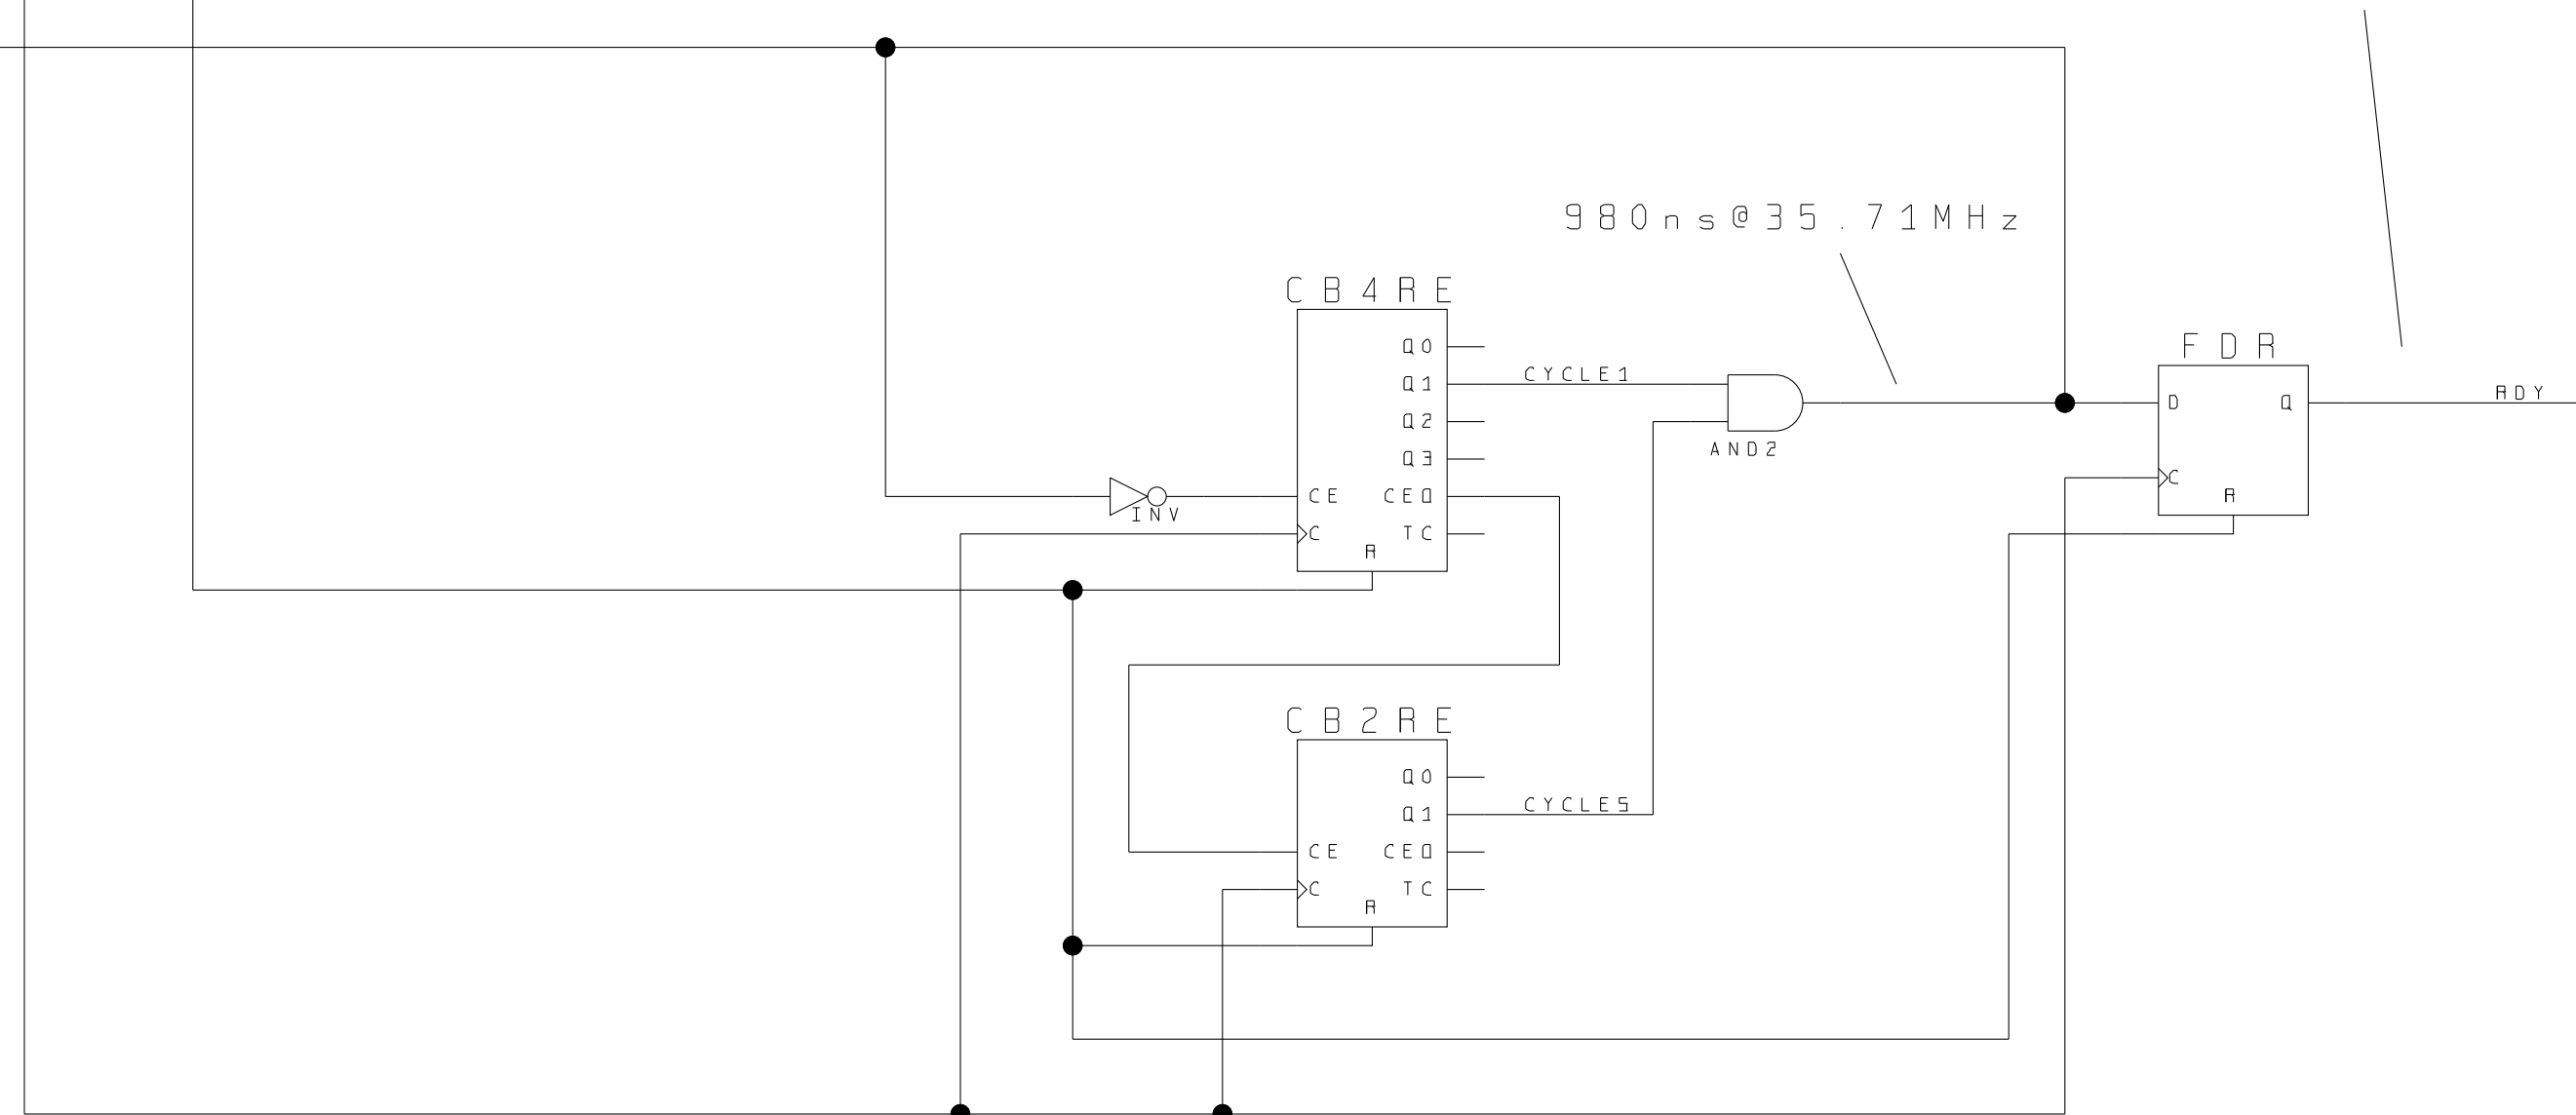 980ns@35.71MHz
CB4RE
Q0
Q1
Q2
Q3
CE CEO
C TC
R
CYCLE1
AND2
INV
FDR
D Q
C
R
RDY
CB2RE
Q0
Q1
CE CEO
C TC
R
CYCLE5